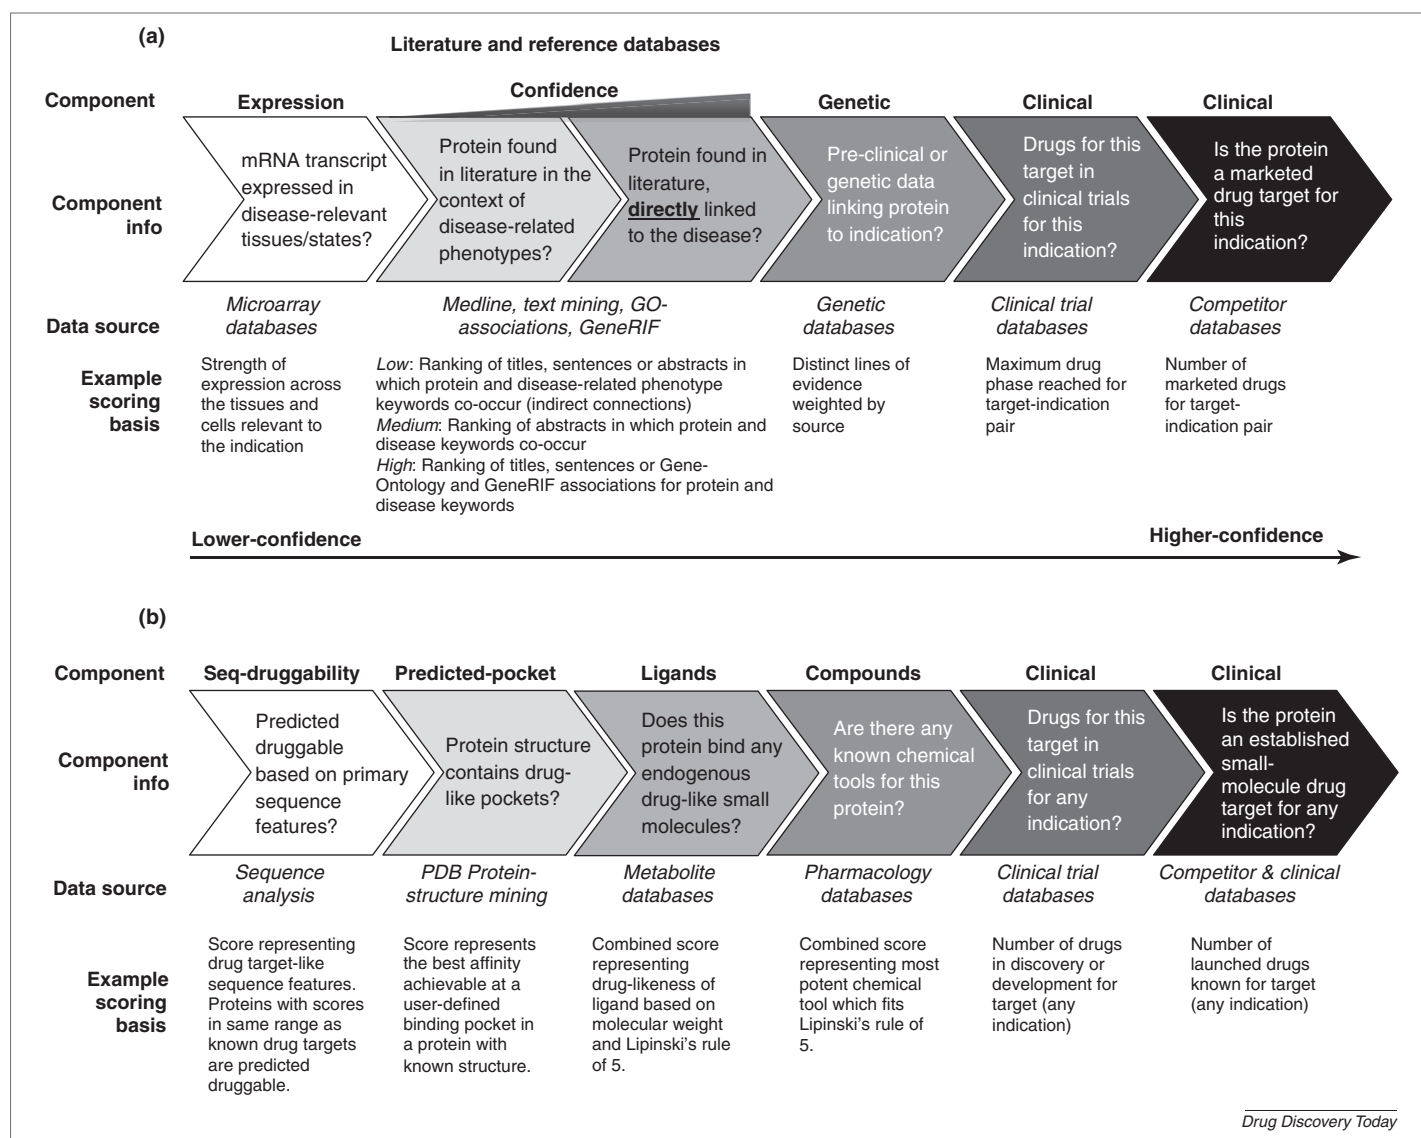 (a)
Literature and reference databases
Component
Expression
Confidence
Genetic
Clinical
Clinical
Component
info
mRNA transcript
expressed in
disease-relevant
tissues/states?
Protein found
in literature in the
context of
disease-related
phenotypes?
Protein found in
literature,
directly linked
to the disease?
Pre-clinical or
genetic data
linking protein
to indication?
Drugs for this
target in
clinical trials
for this
indication?
Is the protein
a marketed
drug target for
this
indication?
Data source
Microarray
databases
Medline, text mining, GO-
associations, GeneRIF
Genetic
databases
Clinical trial
databases
Competitor
databases
Example
scoring
basis
Strength of
expression across
the tissues and
cells relevant to
the indication
Low: Ranking of titles, sentences or abstracts in
which protein and disease-related phenotype
keywords co-occur (indirect connections)
Medium: Ranking of abstracts in which protein and
disease keywords co-occur
High: Ranking of titles, sentences or Gene-
Ontology and GeneRIF associations for protein and
disease keywords
Distinct lines of
evidence
weighted by
source
Maximum drug
phase reached for
target-indication
pair
Number of
marketed drugs
for target-
indication pair
Lower-confidence
Higher-confidence
(b)
Component
Seq-druggability
Predicted-pocket
Ligands
Compounds
Clinical
Clinical
Component
info
Predicted
druggable
based on primary
sequence
features?
Protein structure
contains drug-
like pockets?
Does this
protein bind any
endogenous
drug-like small
molecules?
Are there any
known chemical
tools for this
protein?
Drugs for this
target in
clinical trials
for any
indication?
Is the protein
an established
small-
molecule drug
target for any
indication?
Data source
Sequence
analysis
PDB Protein-
structure mining
Metabolite
databases
Pharmacology
databases
Clinical trial
databases
Competitor & clinical
databases
Example
scoring
basis
Score representing
drug target-like
sequence features.
Proteins with scores
in same range as
known drug targets
are predicted
druggable.
Score represents
the best affinity
achievable at a
user-defined
binding pocket in
a protein with
known structure.
Combined score
representing
drug-likeness of
ligand based on
molecular weight
and Lipinski's rule
of 5.
Combined score
representing most
potent chemical
tool which fits
Lipinski's rule of
5.
Number of drugs
in discovery or
development for
target (any
indication)
Number of
launched drugs
known for target
(any indication)
Drug Discovery Today